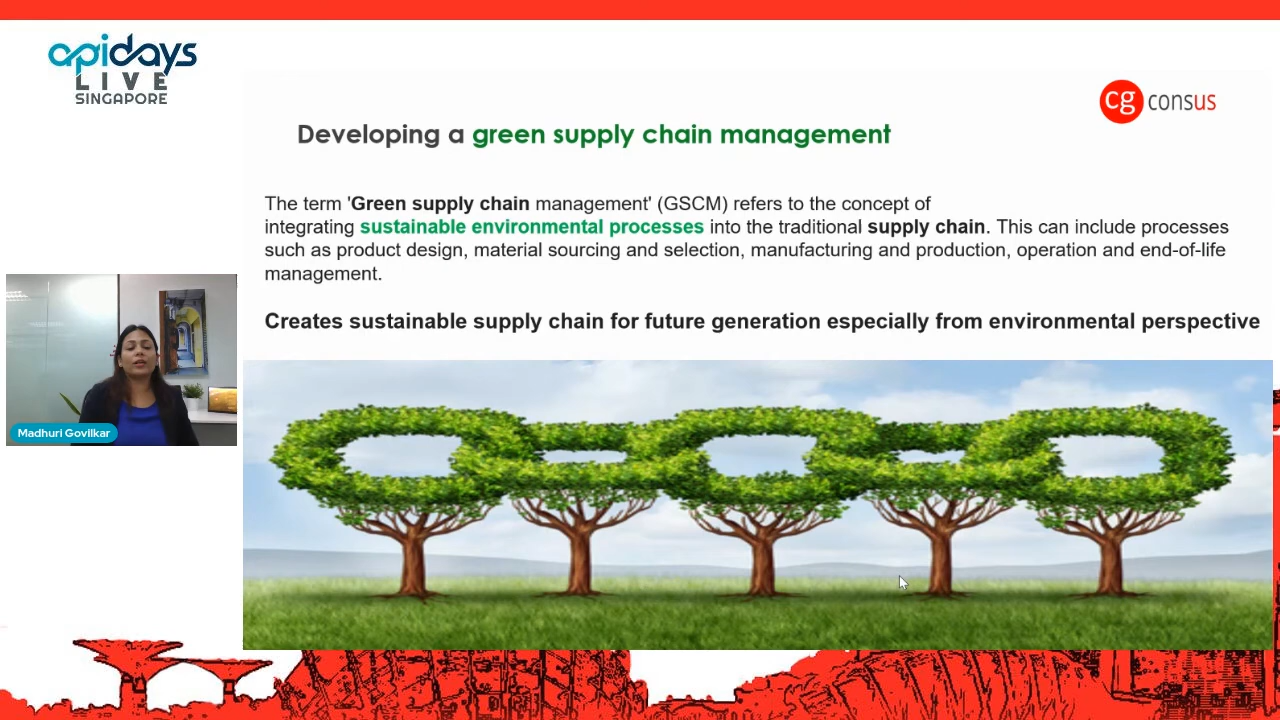 apidays
LIVE
SINGAPORE
cg consus
Developing a green supply chain management
The term 'Green supply chain management' (GSCM) refers to the concept of
integrating sustainable environmental processes into the traditional supply chain. This can include processes
such as product design, material sourcing and selection, manufacturing and production, operation and end-of-life
management.
Creates sustainable supply chain for future generation especially from environmental perspective
Madhuri Govilkar